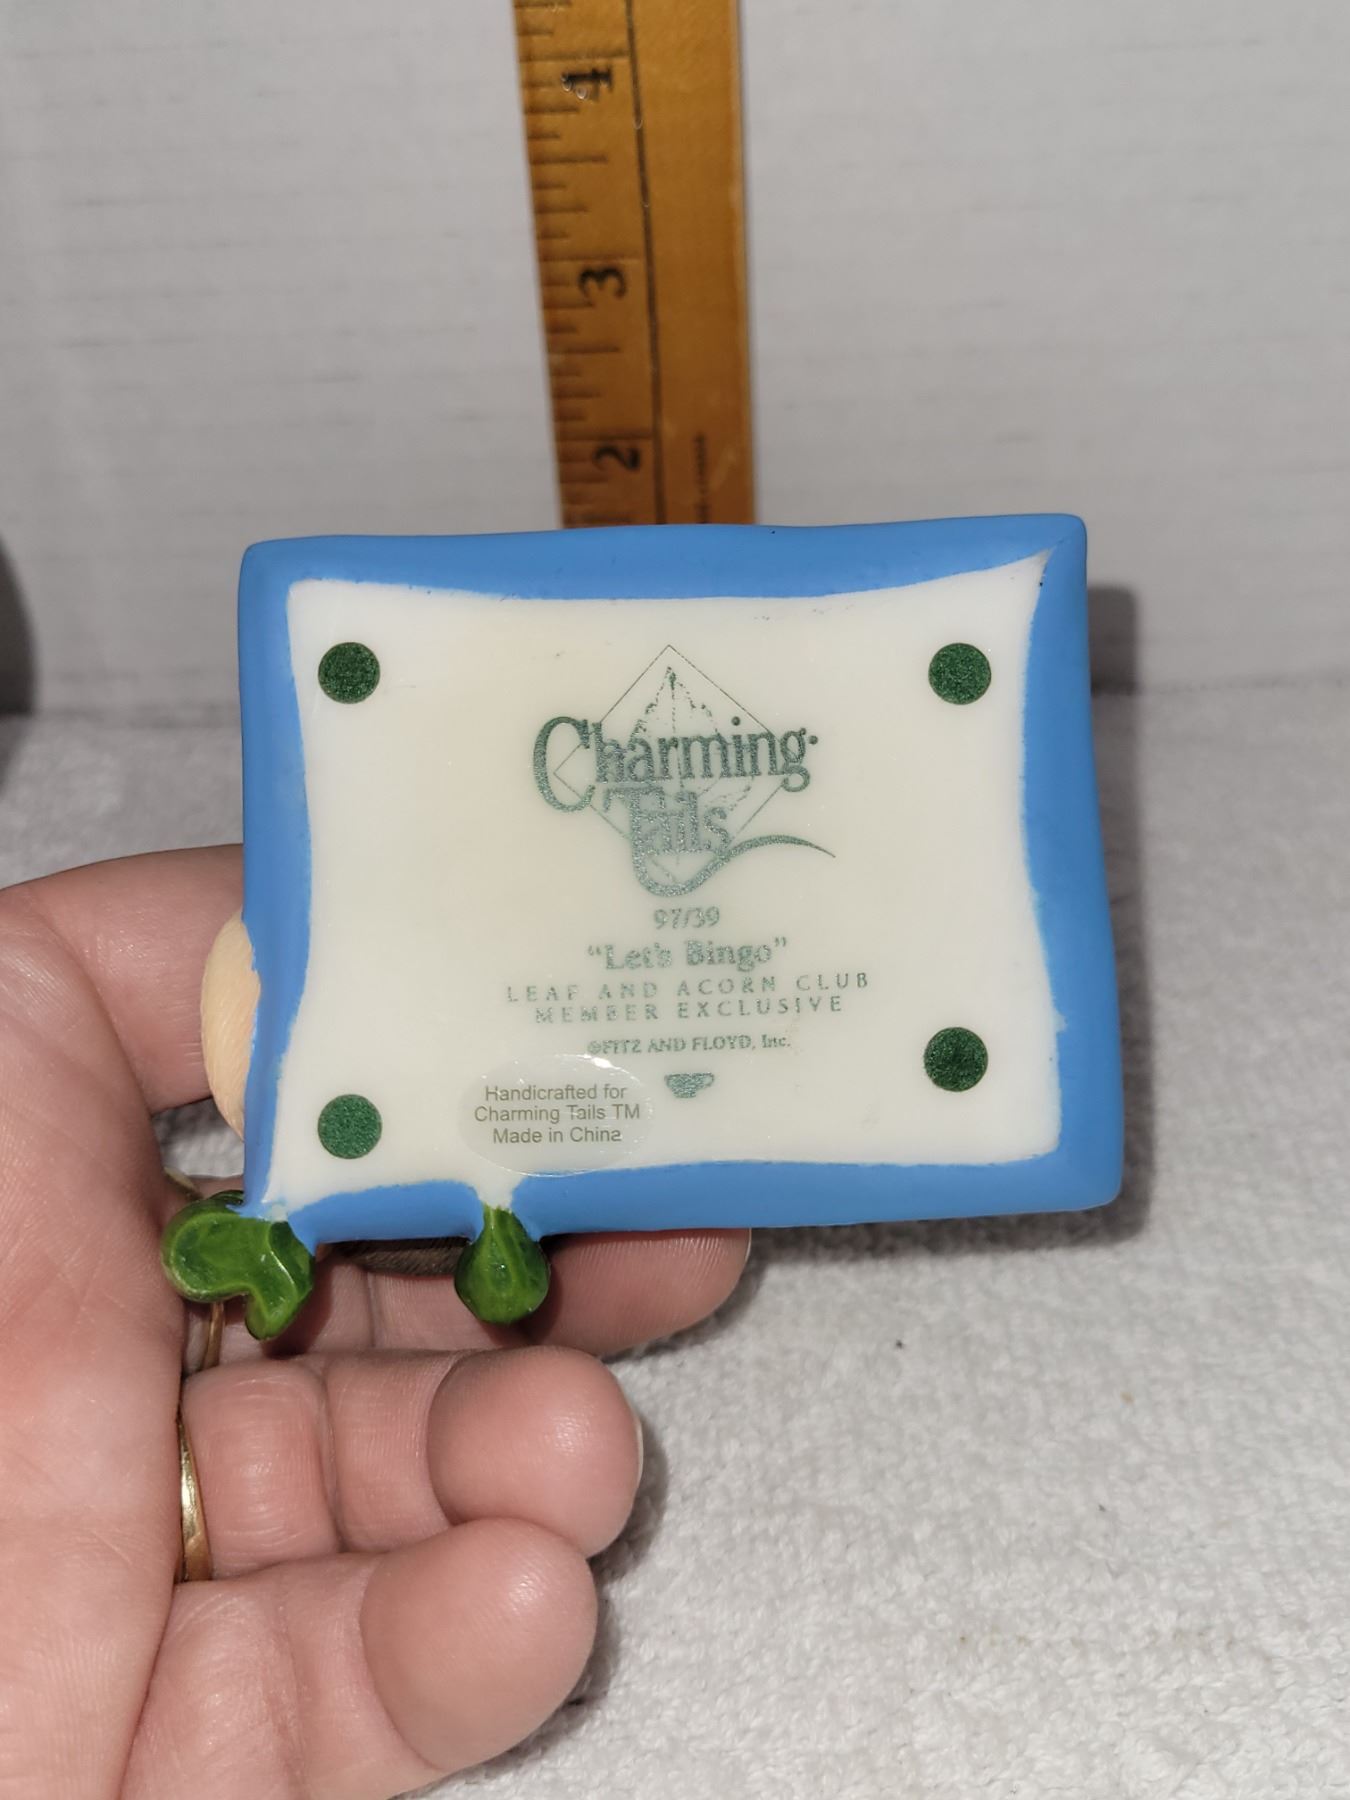 4
3
2
Charming
Tails
97/39
"Let's Bingo"
LEAF AND ACORN CLUB
MEMBER EXCLUSIVE
©FITZ AND FLOYD, Inc.
Handicrafted for
Charming Tails TM
Made in China